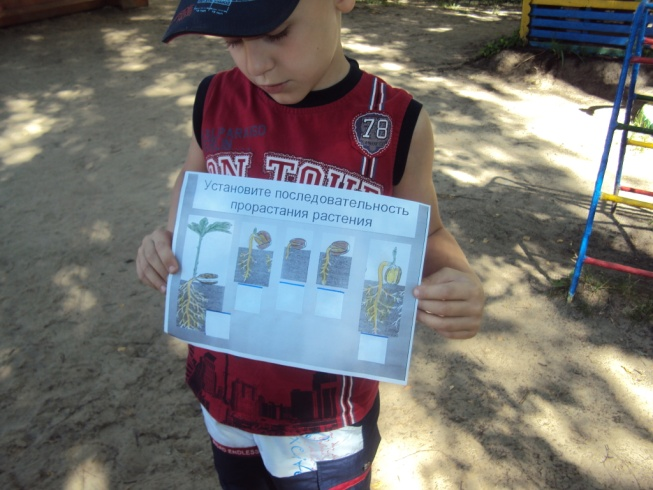 78
ON TOUR
Установите последовательность
прорастания растения